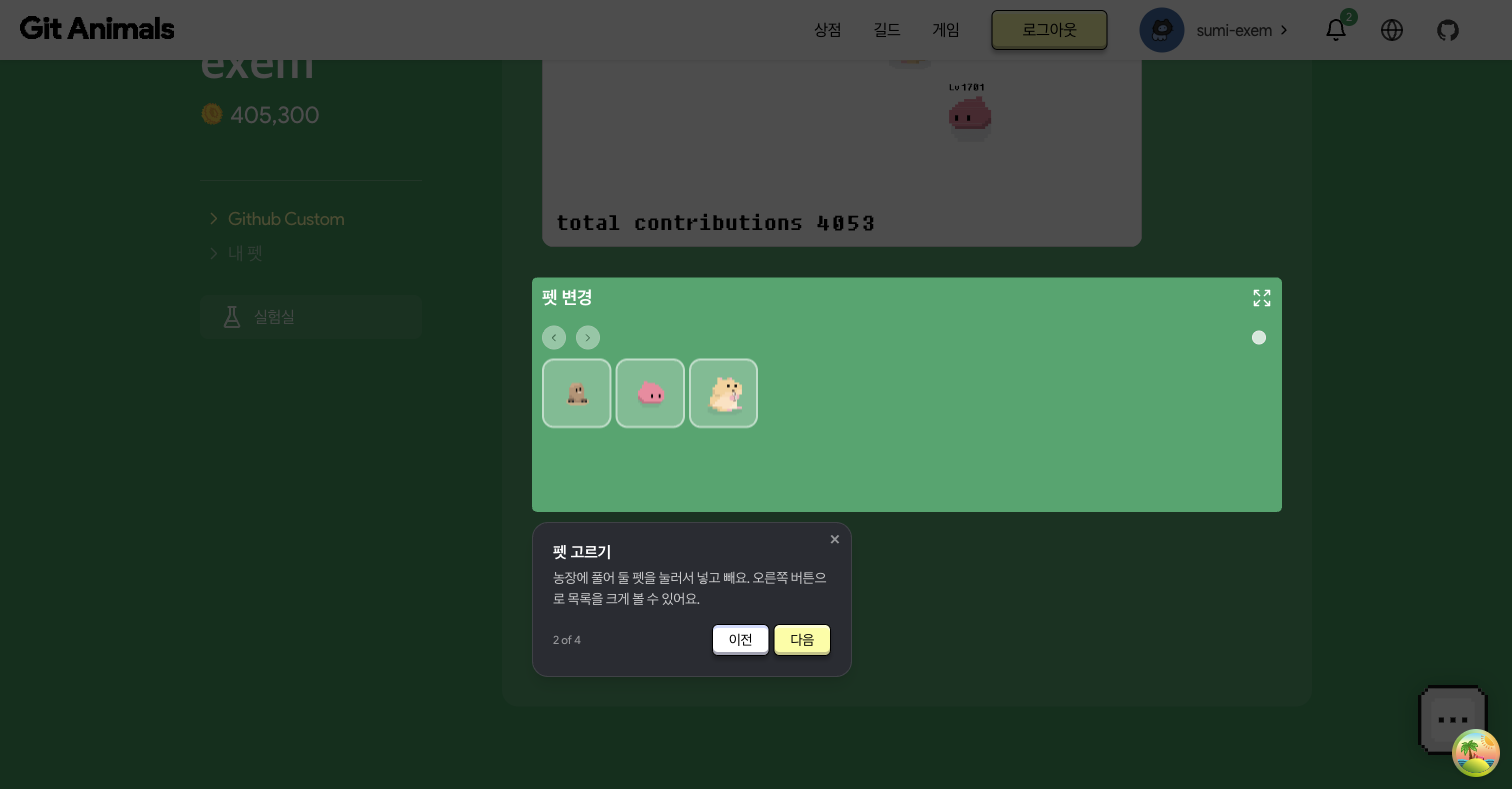 Git Animals
상점
길드
게임
로그아웃
sumi-exem
2
exem
405,300
Github Custom
내 펫
실험실
Lv1701
total contributions 4053
펫 변경
펫 고르기
농장에 풀어 둘 펫을 눌러서 넣고 빼요. 오른쪽 버튼으
로 목록을 크게 볼 수 있어요.
2 of 4
이전
다음